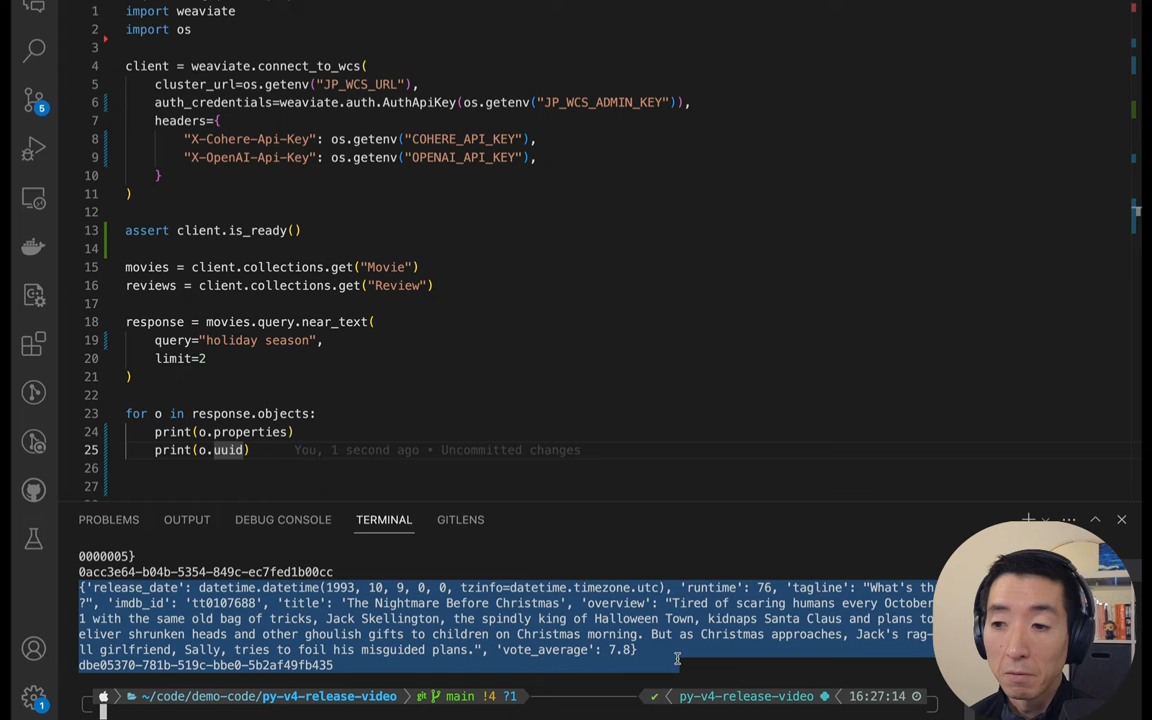 1 import weaviate
2 import os
3
4 client = weaviate.connect_to_wcs(
5 cluster_url=os.getenv("JP_WCS_URL"),
6 auth_credentials=weaviate.auth.AuthApiKey(os.getenv("JP_WCS_ADMIN_KEY")),
7 headers={
8 "X-Cohere-Api-Key": os.getenv("COHERE_API_KEY"),
9 "X-OpenAI-Api-Key": os.getenv("OPENAI_API_KEY"),
10 }
11 )
12
13 assert client.is_ready()
14
15 movies = client.collections.get("Movie")
16 reviews = client.collections.get("Review")
17
18 response = movies.query.near_text(
19 query="holiday season",
20 limit=2
21 )
22
23 for o in response.objects:
24 print(o.properties)
25 print(o.uuid) You, 1 second ago • Uncommitted changes
26
27
5
PROBLEMS OUTPUT DEBUG CONSOLE TERMINAL GITLENS
0000005}
0acc3e64-b04b-5354-849c-ec7fed1b00cc
{'release_date': datetime.datetime(1993, 10, 9, 0, 0, tzinfo=datetime.timezone.utc), 'runtime': 76, 'tagline': "What's th
?", 'imdb_id': 'tt0107688', 'title': 'The Nightmare Before Christmas', 'overview': "Tired of scaring humans every October
1 with the same old bag of tricks, Jack Skellington, the spindly king of Halloween Town, kidnaps Santa Claus and plans to
eliver shrunken heads and other ghoulish gifts to children on Christmas morning. But as Christmas approaches, Jack's rag-
ll girlfriend, Sally, tries to foil his misguided plans.", 'vote_average': 7.8}
dbe05370-781b-519c-bbe0-5b2af49fb435
~/code/demo-code/py-v4-release-video git main !4 ?1 ✔ py-v4-release-video 16:27:14
1